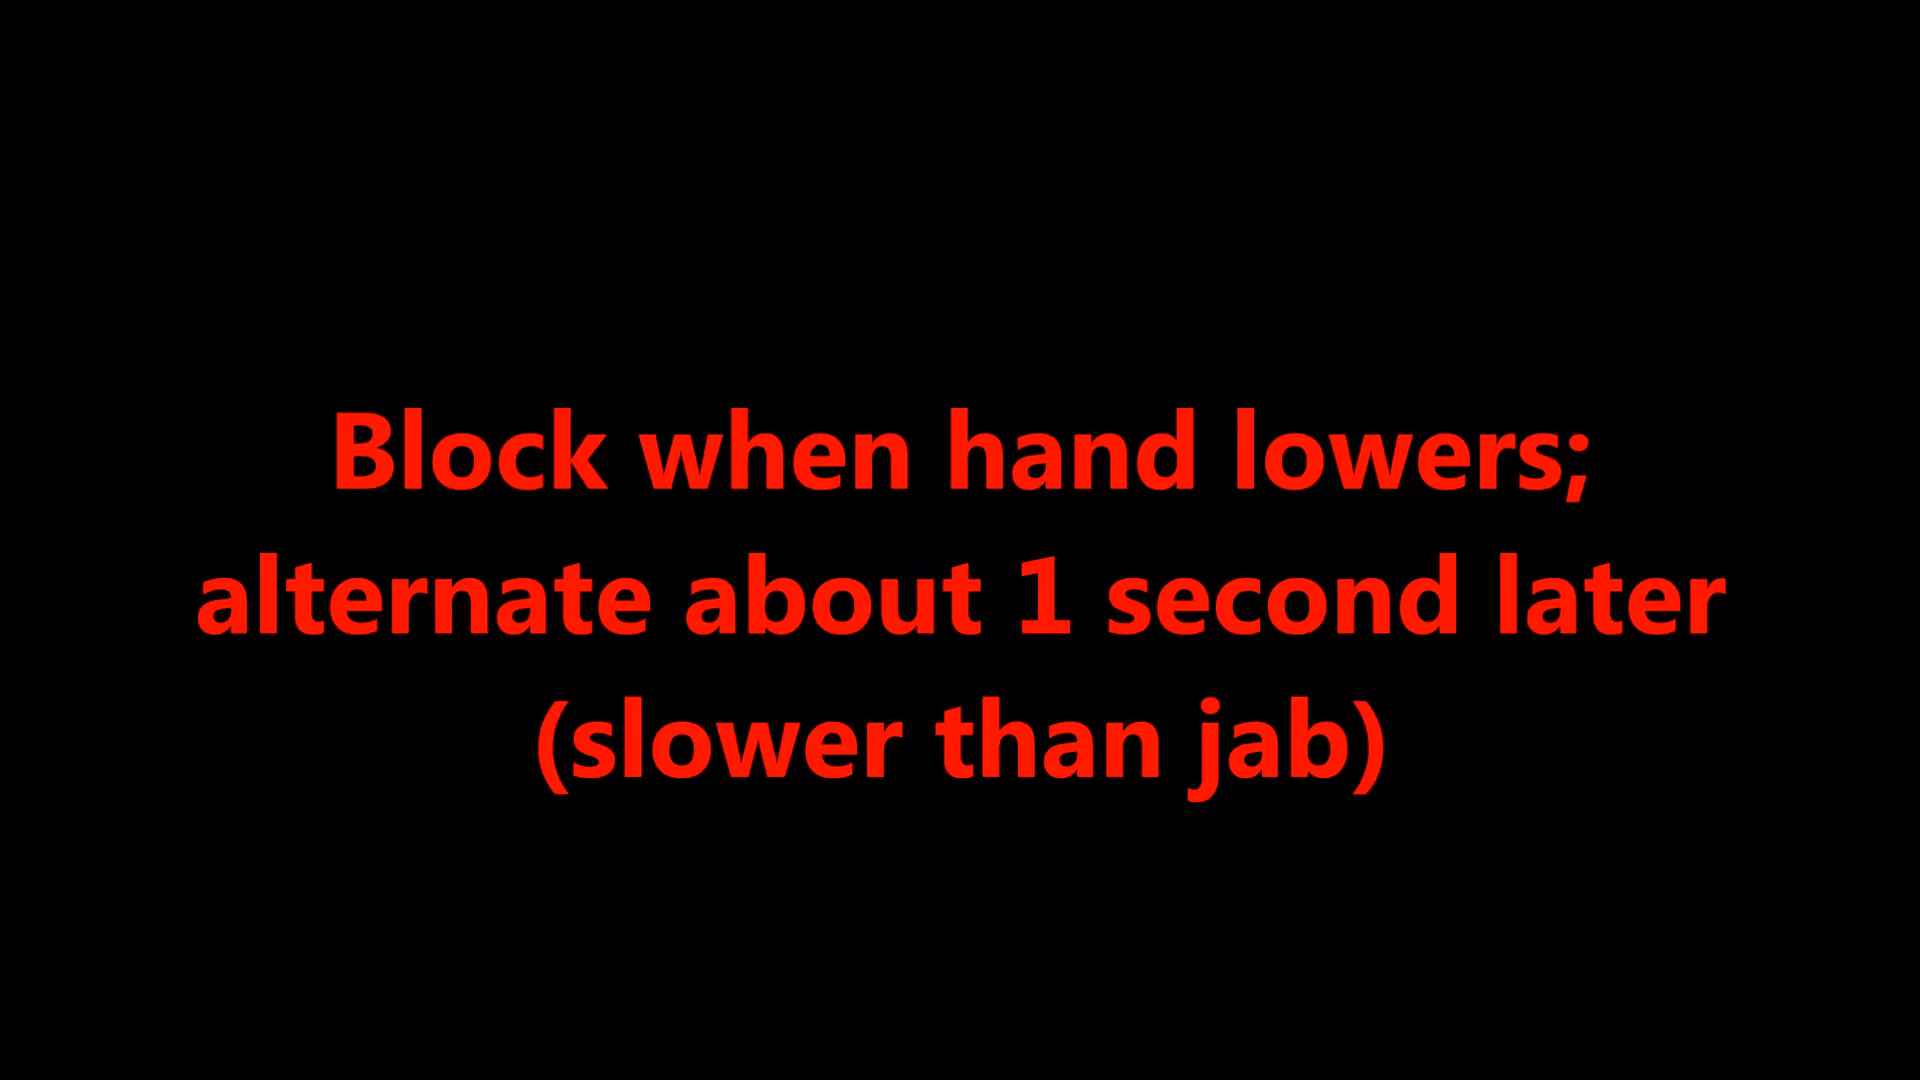 Block when hand lowers;
alternate about 1 second later
(slower than jab)